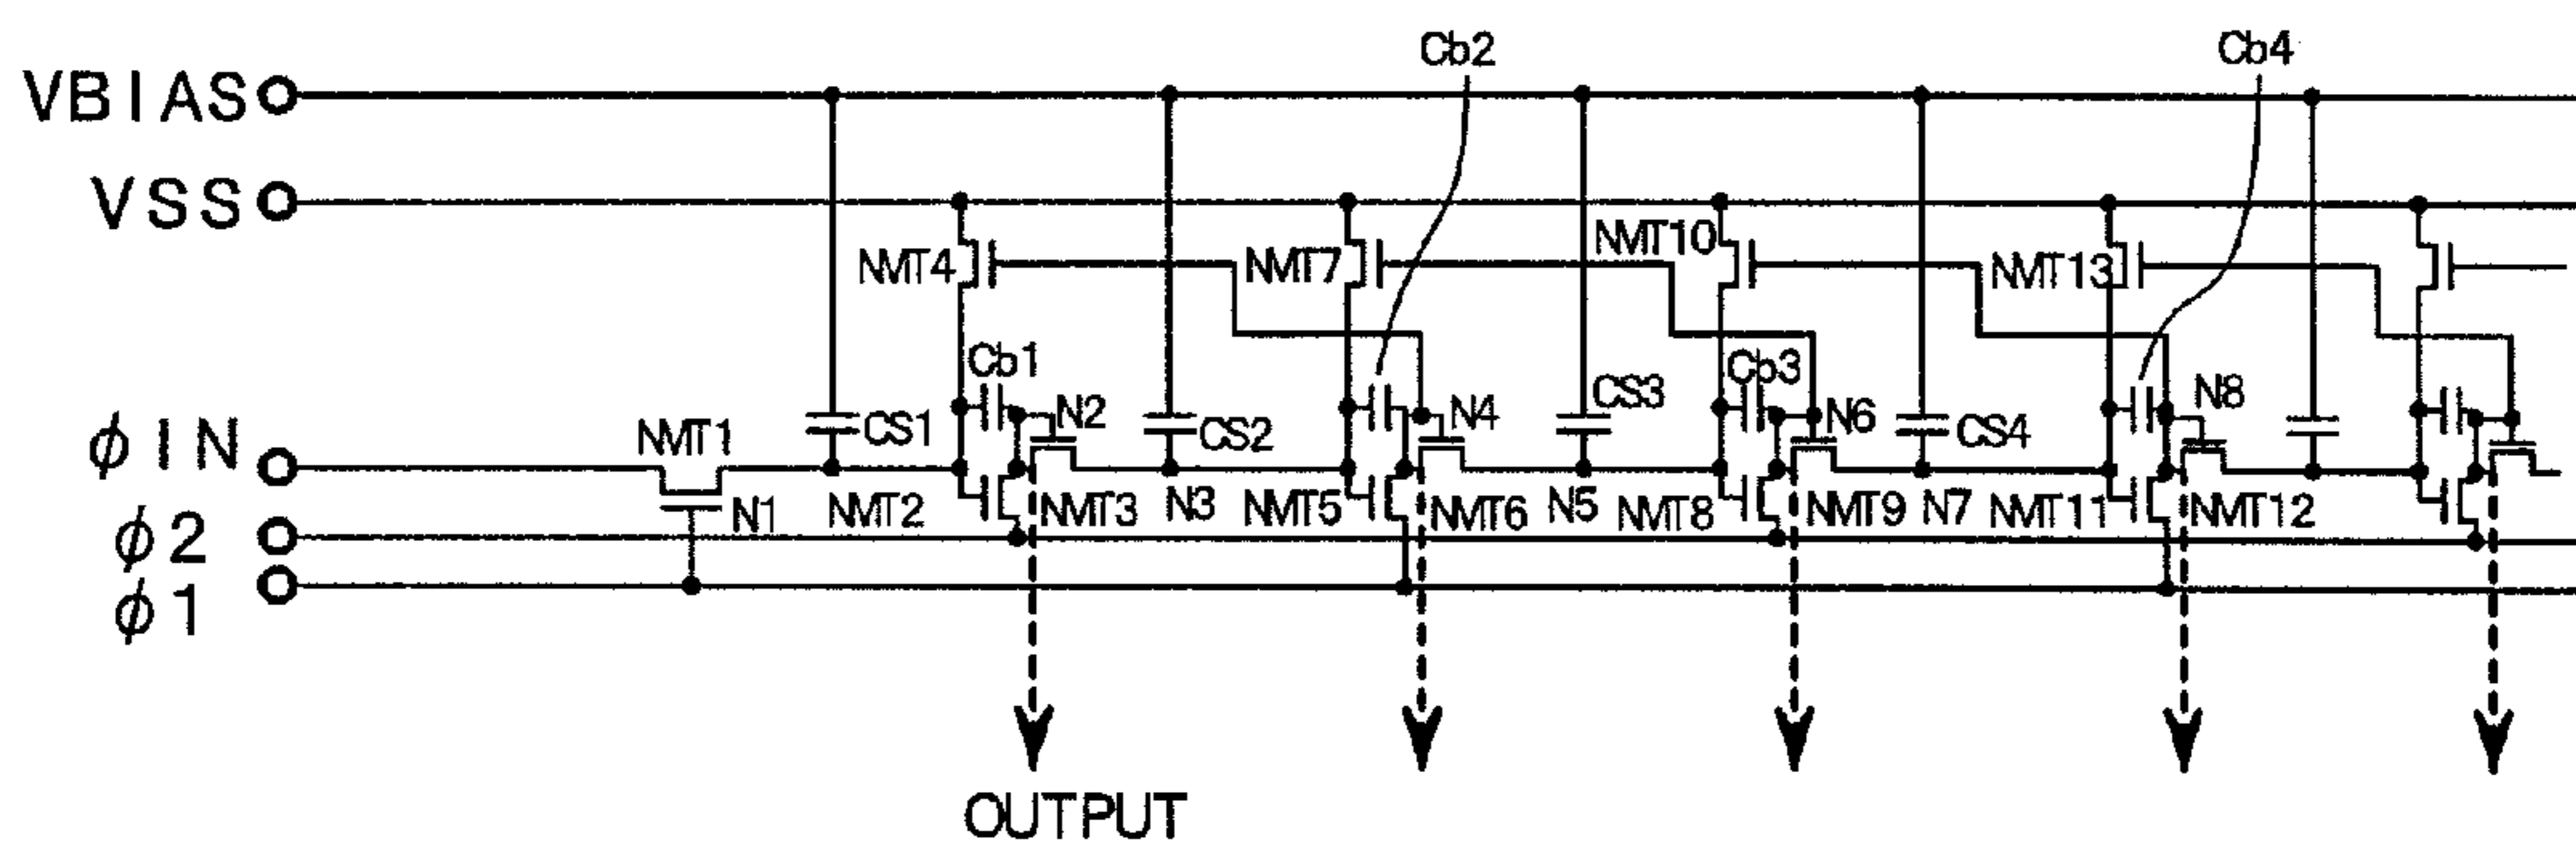 Cb2
Cb4
VBIAS
VSS
NMT4
NMT7
NMT10
NMT13
Cb1
Cb3
φIN
NMT1
CS1
N2
CS2
N4
CS3
N6
CS4
N8
N1
NMT2
NMT3
N3
NMT5
NMT6
N5
NMT8
NMT9
N7
NMT11
NMT12
φ2
φ1
OUTPUT